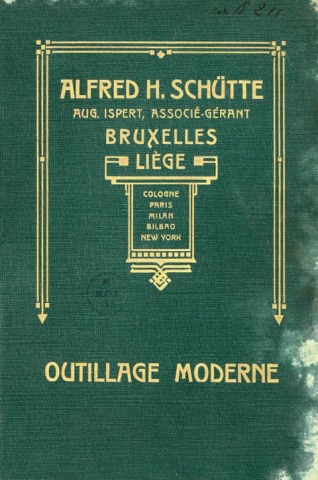 ALFRED H. SCHÜTTE
AUG. ISPERT, ASSOCIÉ-GÉRANT
BRUXELLES
LIÈGE
COLOGNE
PARIS
MILAN
BILBAO
NEW YORK
OUTILLAGE MODERNE